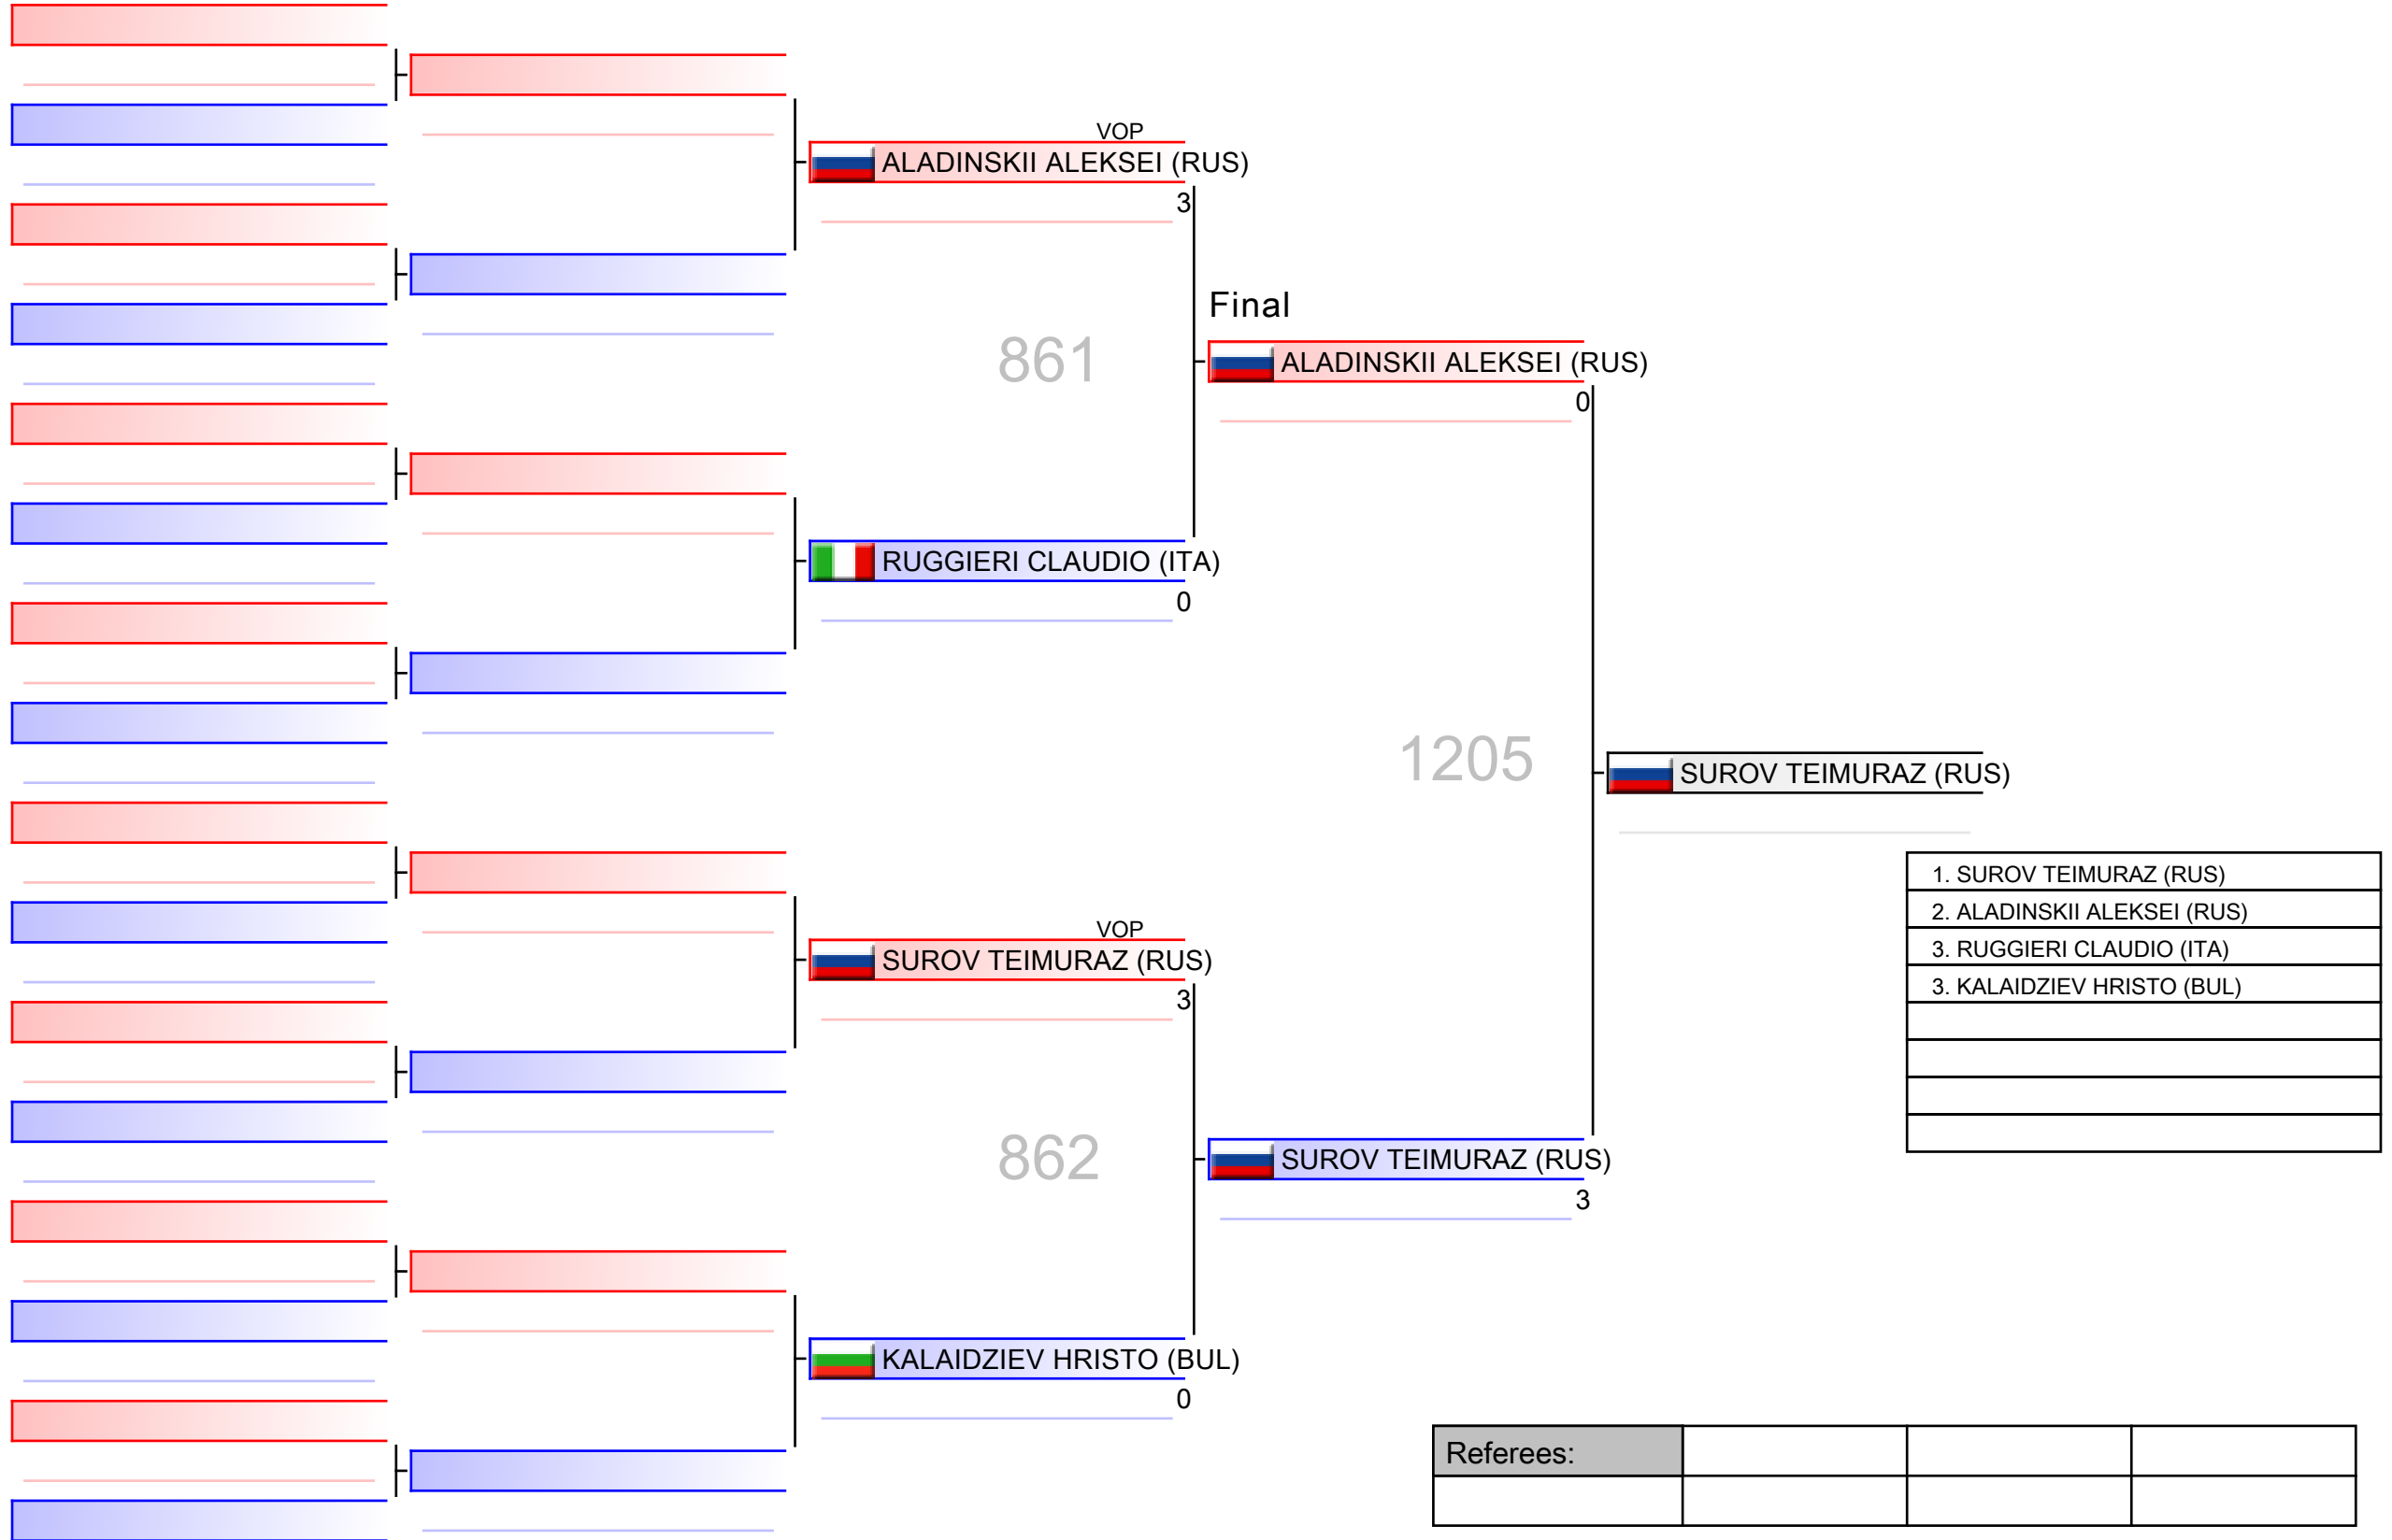 VOP
ALADINSKII ALEKSEI (RUS)
3
861
RUGGIERI CLAUDIO (ITA)
0
VOP
SUROV TEIMURAZ (RUS)
3
862
KALAIDZIEV HRISTO (BUL)
0
Final
ALADINSKII ALEKSEI (RUS)
0
1205
SUROV TEIMURAZ (RUS)
3
SUROV TEIMURAZ (RUS)
1. SUROV TEIMURAZ (RUS)
2. ALADINSKII ALEKSEI (RUS)
3. RUGGIERI CLAUDIO (ITA)
3. KALAIDZIEV HRISTO (BUL)
Referees: